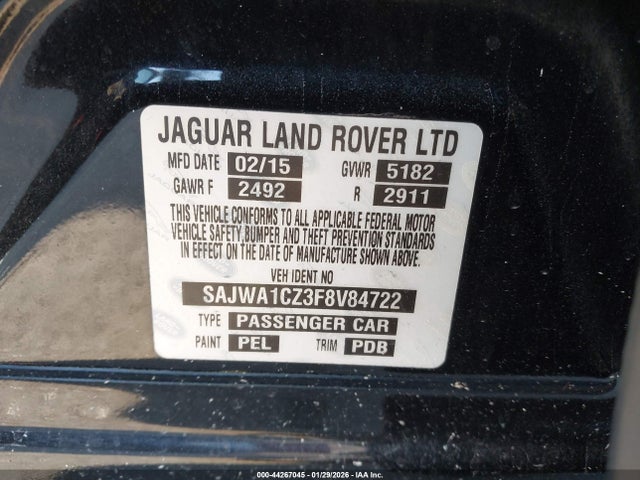 JAGUAR LAND ROVER LTD
MFD DATE 02/15 GVWR 5182
GAWR F 2492 R 2911
THIS VEHICLE CONFORMS TO ALL APPLICABLE FEDERAL MOTOR
VEHICLE SAFETY, BUMPER AND THEFT PREVENTION STANDARDS
IN EFFECT ON THE DATE OF MANUFACTURE SHOWN ABOVE.
VEH IDENT NO
SAJWA1CZ3F8V84722
TYPE PASSENGER CAR
PAINT PEL TRIM PDB
000-44267045 - 01/29/2026 - IAA Inc.